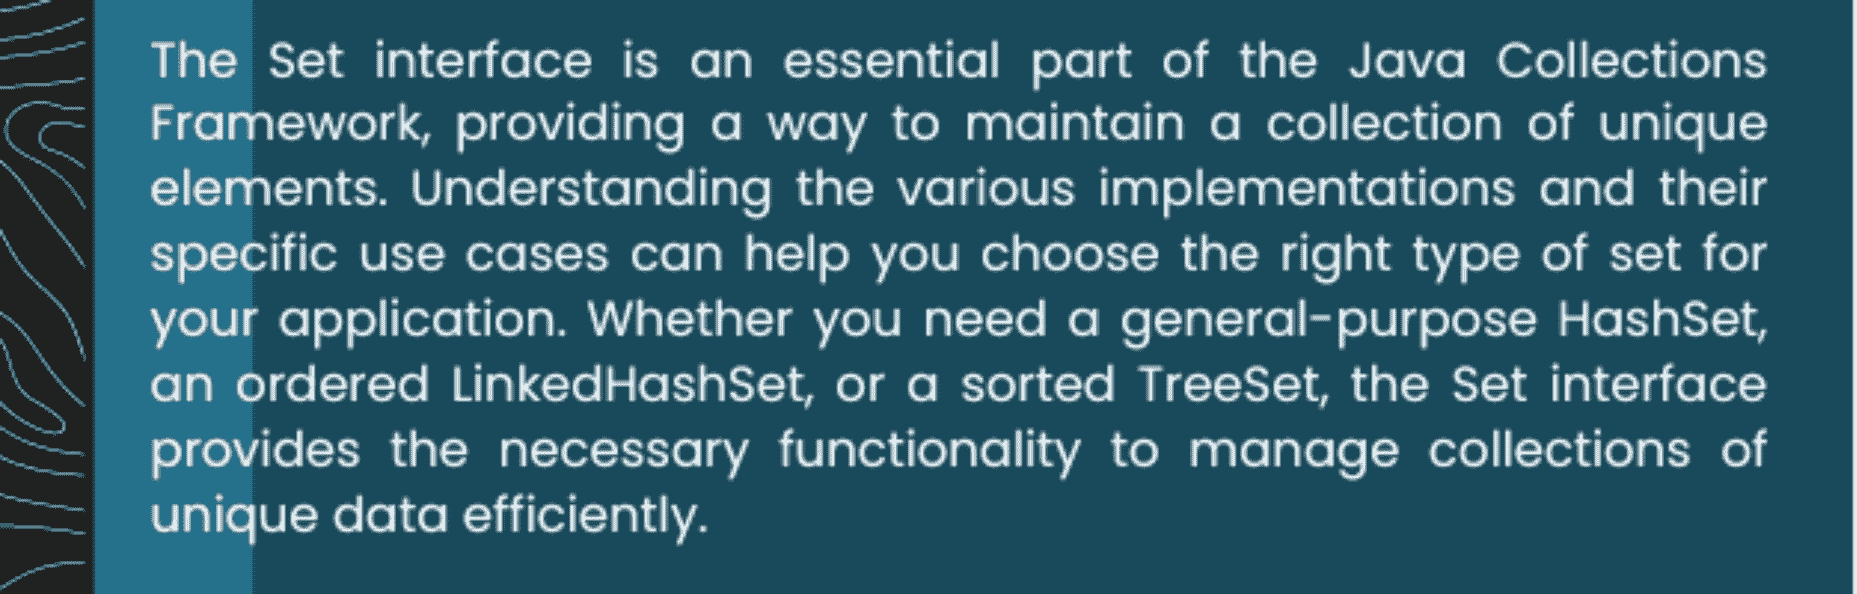 The Set interface is an essential part of the Java Collections
Framework, providing a way to maintain a collection of unique
elements. Understanding the various implementations and their
specific use cases can help you choose the right type of set for
your application. Whether you need a general-purpose HashSet,
an ordered LinkedHashSet, or a sorted TreeSet, the Set interface
provides the necessary functionality to manage collections of
unique data efficiently.